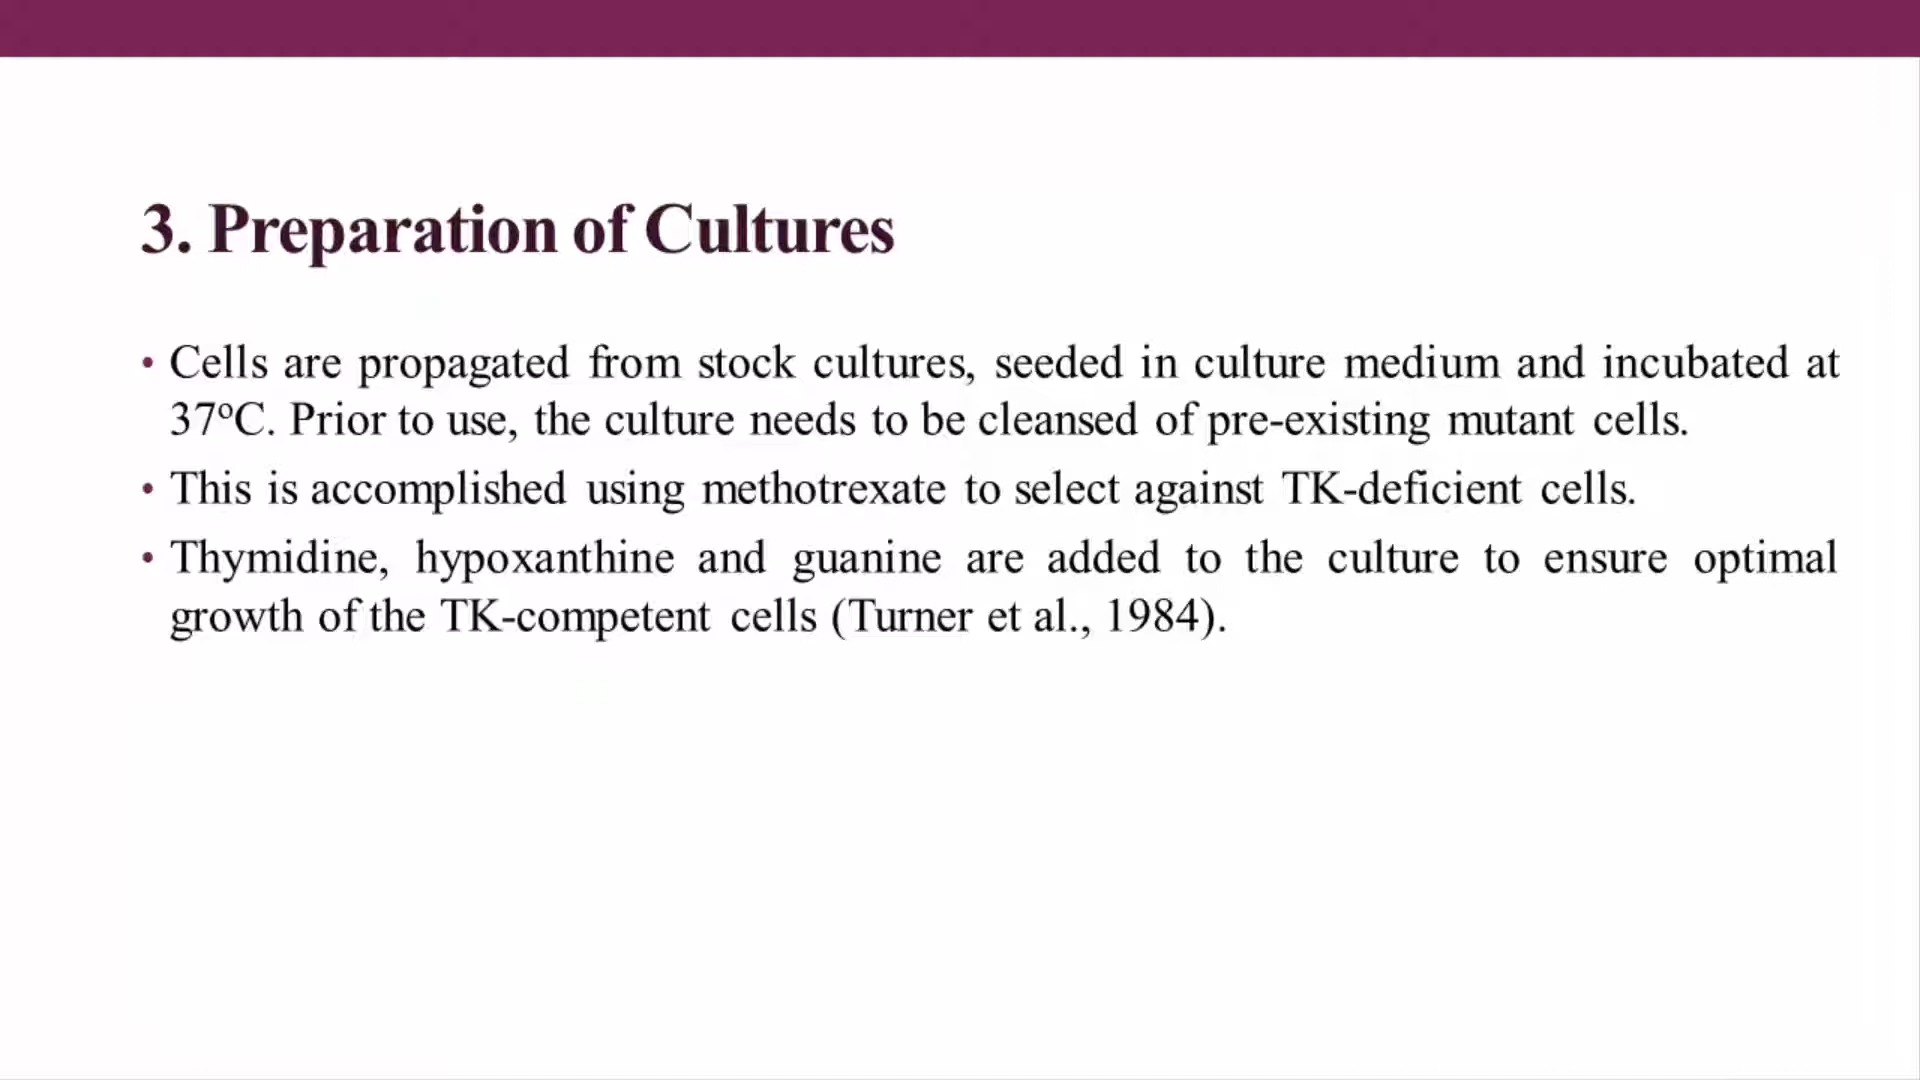 3. Preparation of Cultures
• Cells are propagated from stock cultures, seeded in culture medium and incubated at
37ºC. Prior to use, the culture needs to be cleansed of pre-existing mutant cells.
• This is accomplished using methotrexate to select against TK-deficient cells.
• Thymidine, hypoxanthine and guanine are added to the culture to ensure optimal
growth of the TK-competent cells (Turner et al., 1984).